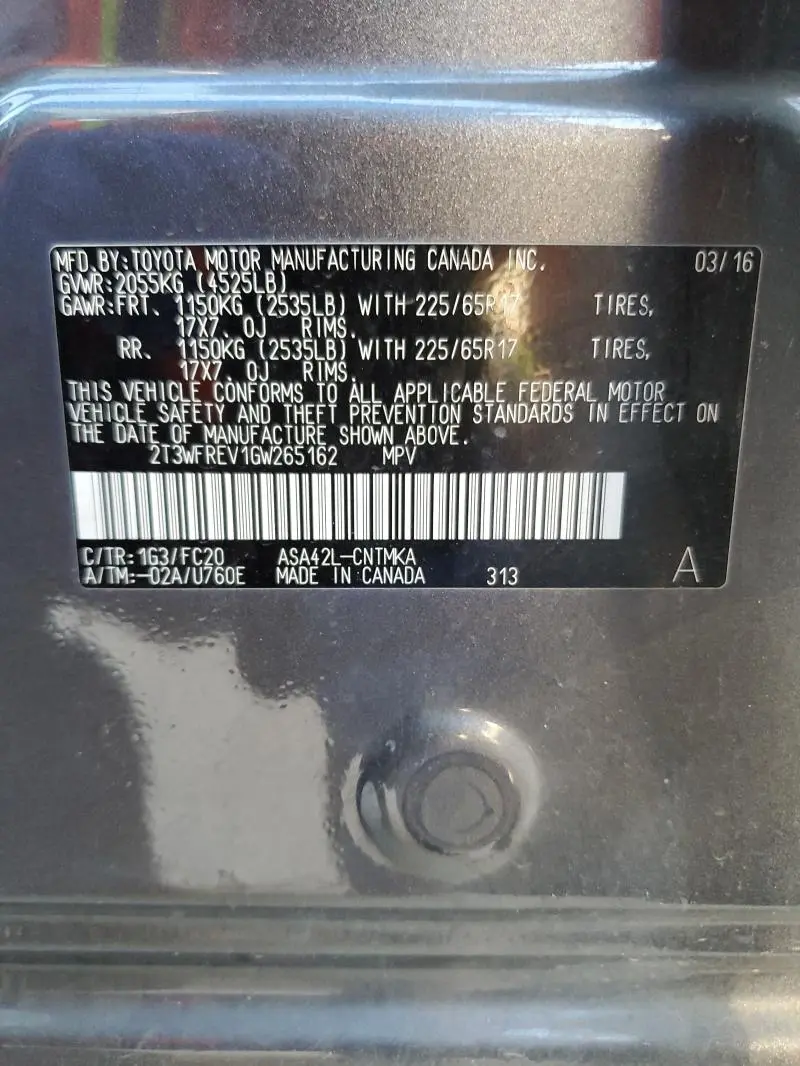 MFD.BY:TOYOTA MOTOR MANUFACTURING CANADA INC. 03/16
GVWR:2055KG (4525LB)
GAWR:FRT. 1150KG (2535LB) WITH 225/65R17 TIRES,
17X7.0J RIMS.
RR. 1150KG (2535LB) WITH 225/65R17 TIRES,
17X7.0J RIMS.
THIS VEHICLE CONFORMS TO ALL APPLICABLE FEDERAL MOTOR
VEHICLE SAFETY AND THEFT PREVENTION STANDARDS IN EFFECT ON
THE DATE OF MANUFACTURE SHOWN ABOVE.
2T3WFREV1GW265162 MPV
C/TR:1G3/FC20 ASA42L-CNTMKA
A/TM:-02A/U760E MADE IN CANADA 313 A